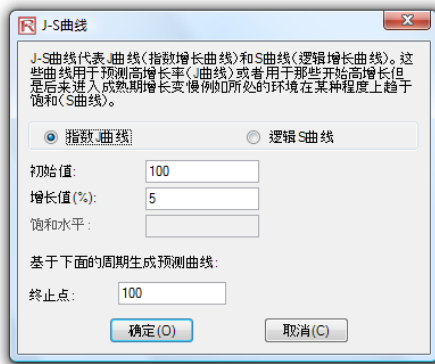 J-S曲线
J-S曲线代表J曲线(指数增长曲线)和S曲线(逻辑增长曲线)。这
些曲线用于预测高增长率(J曲线)或者用于那些开始高增长但
是后来进入成熟期增长变慢例如所处的环境在某种程度上趋于
饱和(S曲线)。
指数J曲线 逻辑S曲线
初始值: 100
增长值(%): 5
饱和水平:
基于下面的周期生成预测曲线:
终止点: 100
确定(O) 取消(C)